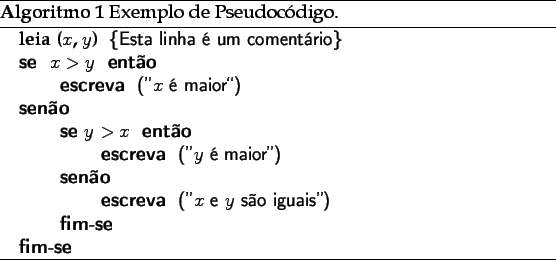 Algoritmo 1 Exemplo de Pseudocódigo.
leia (x, y) {Esta linha é um comentário}
se x > y então
escreva ("x é maior“)
senão
se y > x então
escreva ("y é maior")
senão
escreva ("x e y são iguais")
fim-se
fim-se